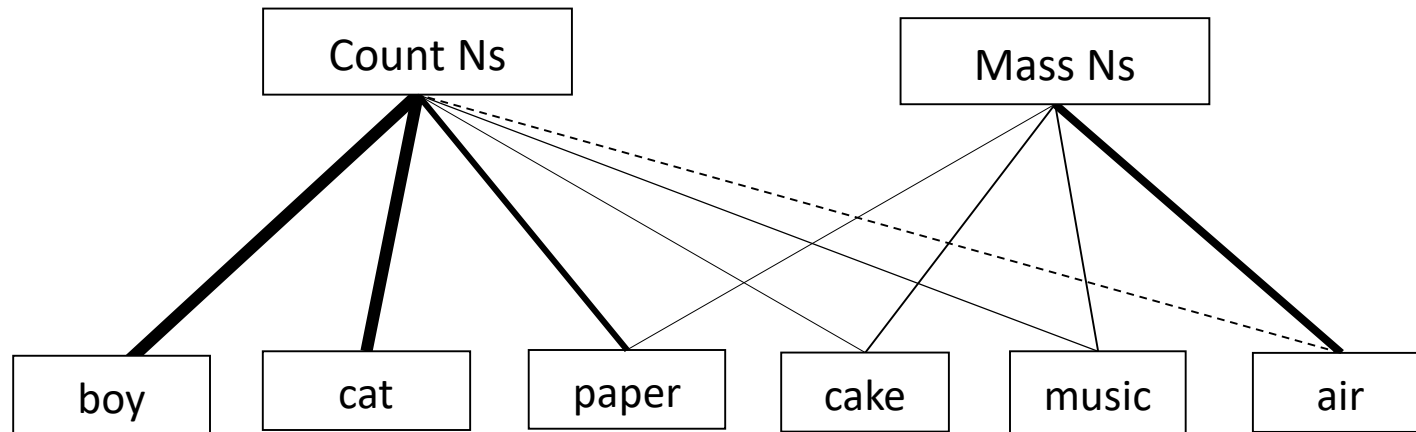 Count Ns
Mass Ns
boy
cat
paper
cake
music
air